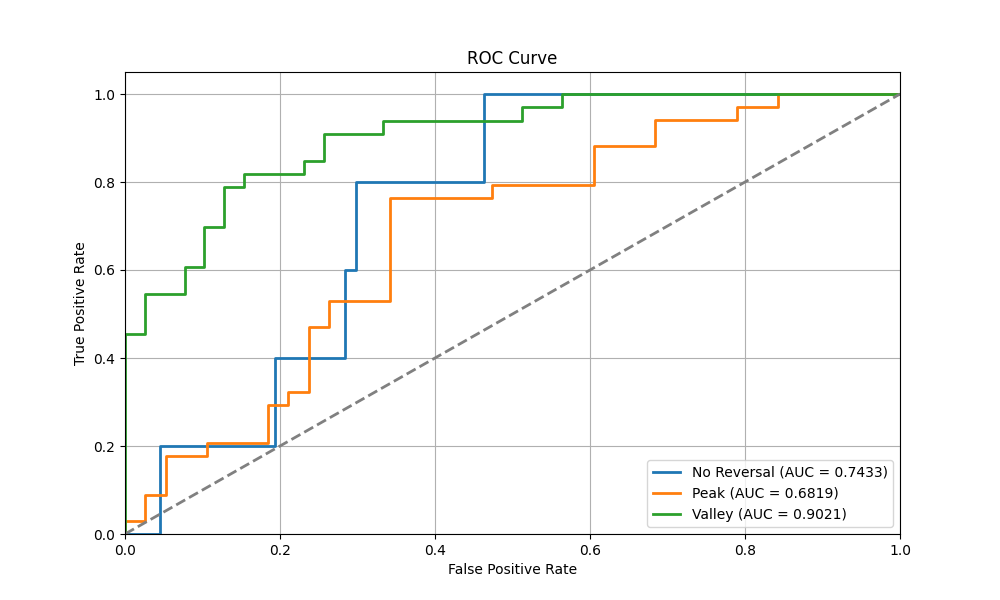 ROC Curve
True Positive Rate
1.0
0.8
0.6
0.4
0.2
0.0
0.0 0.2 0.4 0.6 0.8 1.0
False Positive Rate
No Reversal (AUC = 0.7433)
Peak (AUC = 0.6819)
Valley (AUC = 0.9021)